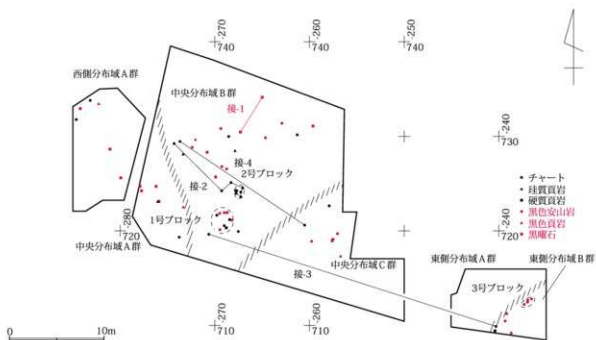 -270
740
-260
740
-250
740
西側分布域A群
中央分布域B群
接-1
-240
730
接-4
2号ブロック
接-2
1号ブロック
-280
720
中央分布域A群
中央分布域C群
接-3
-240
720
・チャート
・珪質頁岩
・硬質頁岩
・黒色安山岩
・黒色頁岩
・黒曜石
東側分布域A群
東側分布域B群
3号ブロック
-270
710
-260
710
0
10m